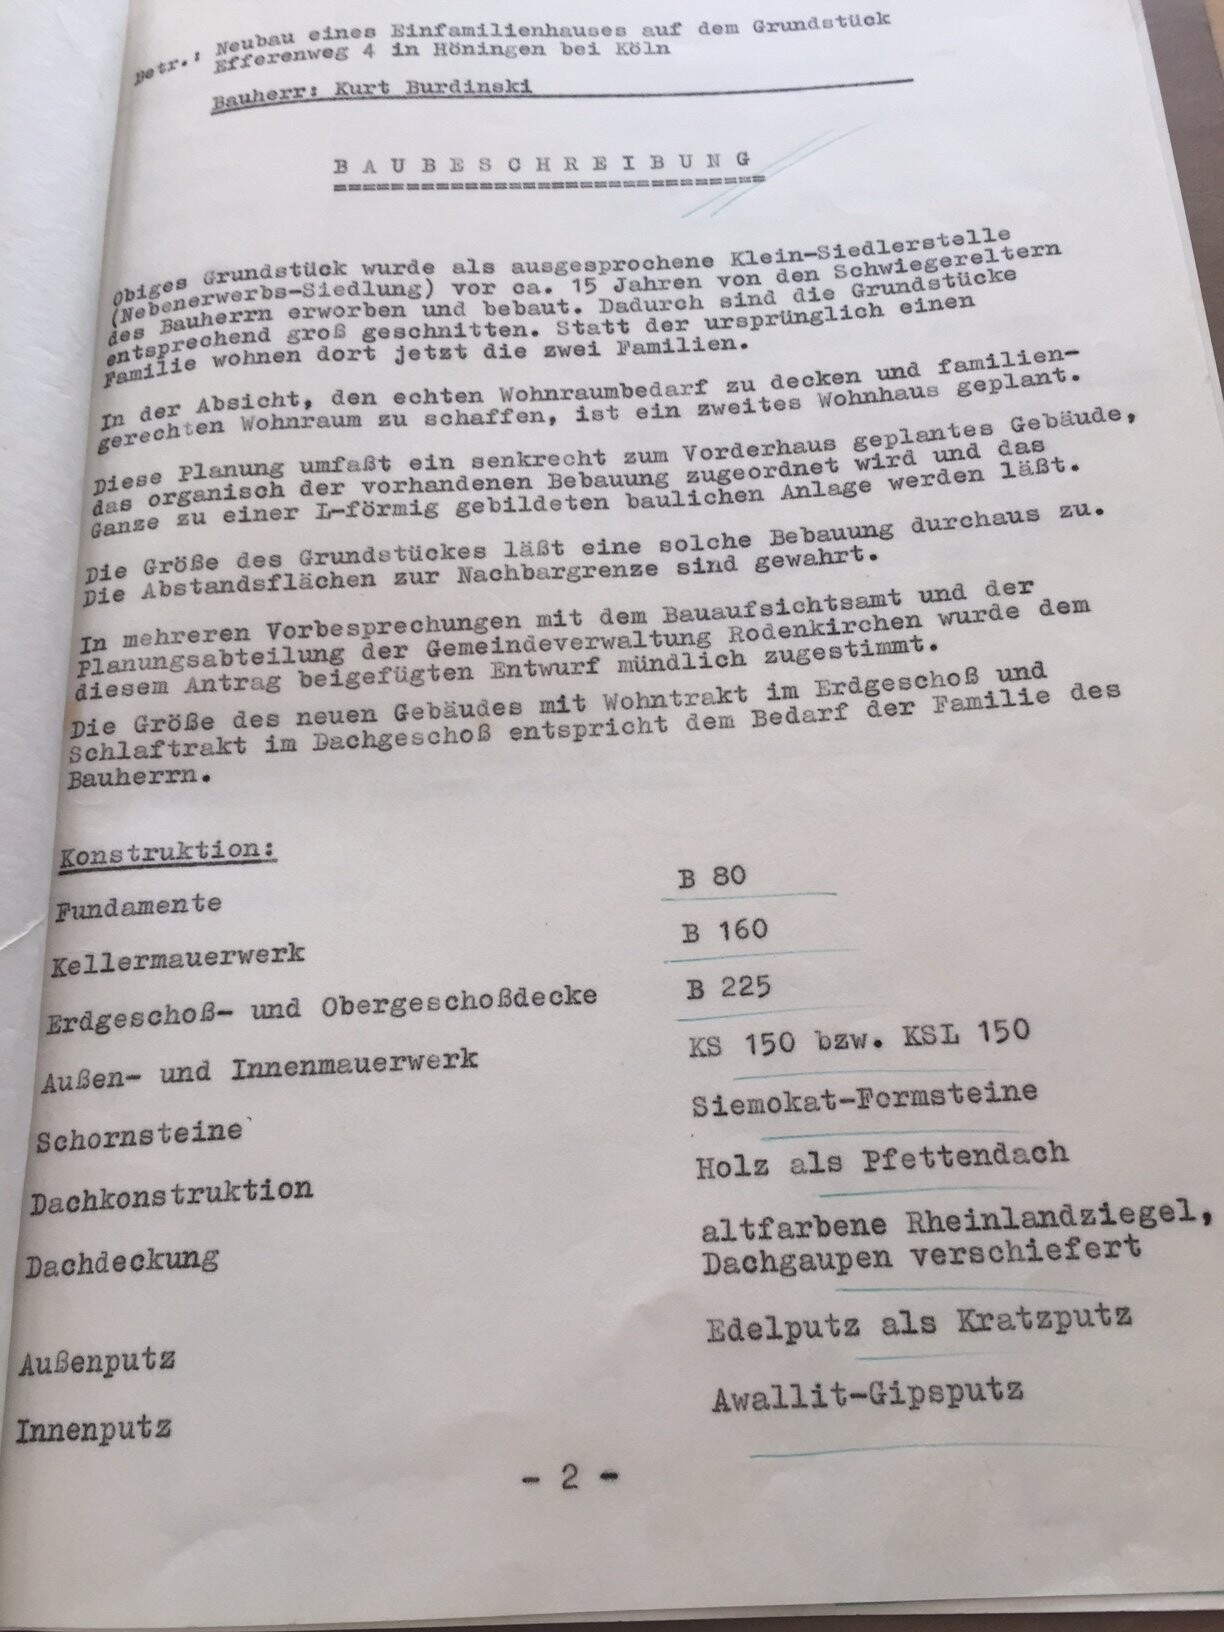 Betr.: Neubau eines Einfamilienhauses auf dem Grundstück
Efferenweg 4 in Höningen bei Köln
Bauherr: Kurt Burdinski
BAUBESCHREIBUNG
==============================
Obiges Grundstück wurde als ausgesprochene Klein-Siedlerstelle
(Nebenerwerbs-Siedlung) vor ca. 15 Jahren von den Schwiegereltern
des Bauherrn erworben und bebaut. Dadurch sind die Grundstücke
entsprechend groß geschnitten. Statt der ursprünglich einen
Familie wohnen dort jetzt die zwei Familien.
In der Absicht, den echten Wohnraumbedarf zu decken und familien-
gerechten Wohnraum zu schaffen, ist ein zweites Wohnhaus geplant.
Diese Planung umfaßt ein senkrecht zum Vorderhaus geplantes Gebäude,
das organisch der vorhandenen Bebauung zugeordnet wird und das
Ganze zu einer L-förmig gebildeten baulichen Anlage werden läßt.
Die Größe des Grundstückes läßt eine solche Bebauung durchaus zu.
Die Abstandsflächen zur Nachbargrenze sind gewahrt.
In mehreren Vorbesprechungen mit dem Bauaufsichtsamt und der
Planungsabteilung der Gemeindeverwaltung Rodenkirchen wurde dem
diesem Antrag beigefügten Entwurf mündlich zugestimmt.
Die Größe des neuen Gebäudes mit Wohntrakt im Erdgeschoß und
Schlaftrakt im Dachgeschoß entspricht dem Bedarf der Familie des
Bauherrn.
Konstruktion:
Fundamente B 80
Kellermauerwerk B 160
Erdgeschoß- und Obergeschoßdecke B 225
Außen- und Innenmauerwerk KS 150 bzw. KSL 150
Schornsteine Siemokat-Formsteine
Dachkonstruktion Holz als Pfettendach
Dachdeckung altfarbene Rheinlandziegel,
Dachgaupen verschiefert
Außenputz Edelputz als Kratzputz
Innenputz Awallit-Gipsputz
- 2 -